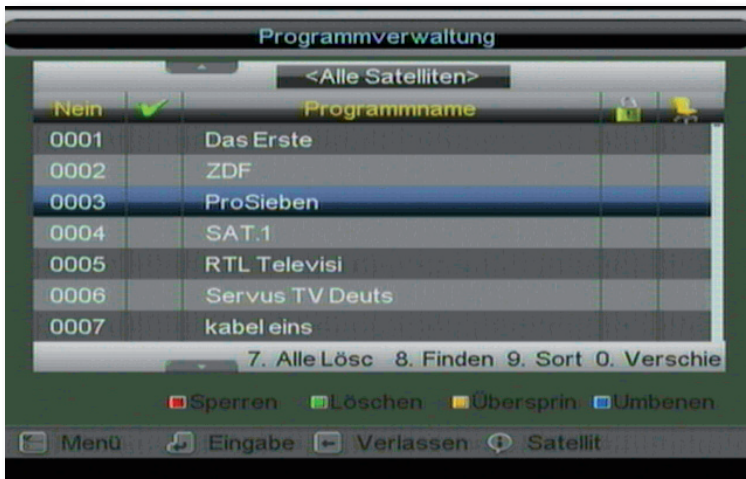 Programmverwaltung
<Alle Satelliten>
Nein Programmname
0001 Das Erste
0002 ZDF
0003 ProSieben
0004 SAT.1
0005 RTL Televisi
0006 Servus TV Deuts
0007 kabel eins
7. Alle Lösc 8. Finden 9. Sort 0. Verschie
Sperren Löschen Übersprin Umbenen
Menü Eingabe Verlassen Satellit